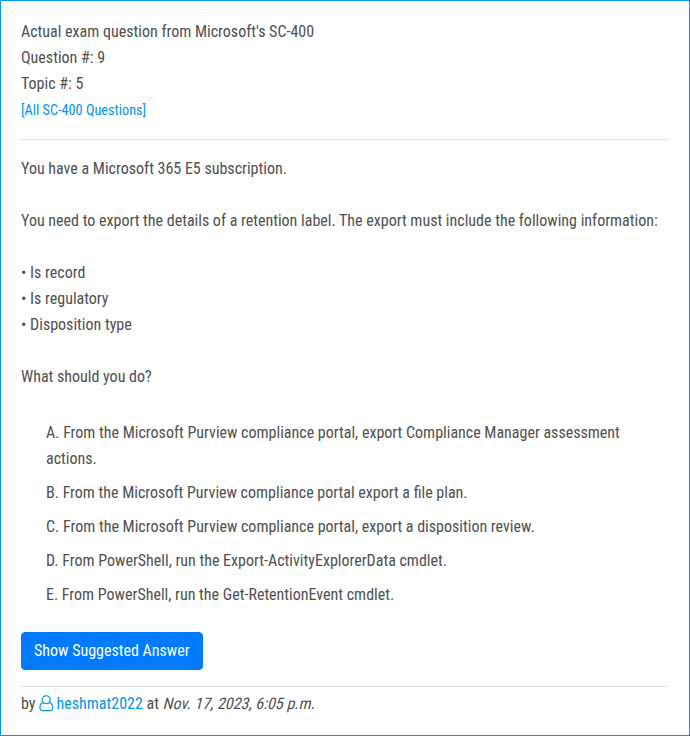 Actual exam question from Microsoft's SC-400
Question #: 9
Topic #: 5
[All SC-400 Questions]
You have a Microsoft 365 E5 subscription.
You need to export the details of a retention label. The export must include the following information:
• Is record
• Is regulatory
• Disposition type
What should you do?
A. From the Microsoft Purview compliance portal, export Compliance Manager assessment
actions.
B. From the Microsoft Purview compliance portal export a file plan.
C. From the Microsoft Purview compliance portal, export a disposition review.
D. From PowerShell, run the Export-ActivityExplorerData cmdlet.
E. From PowerShell, run the Get-RetentionEvent cmdlet.
Show Suggested Answer
by heshmat2022 at Nov. 17, 2023, 6:05 p.m.